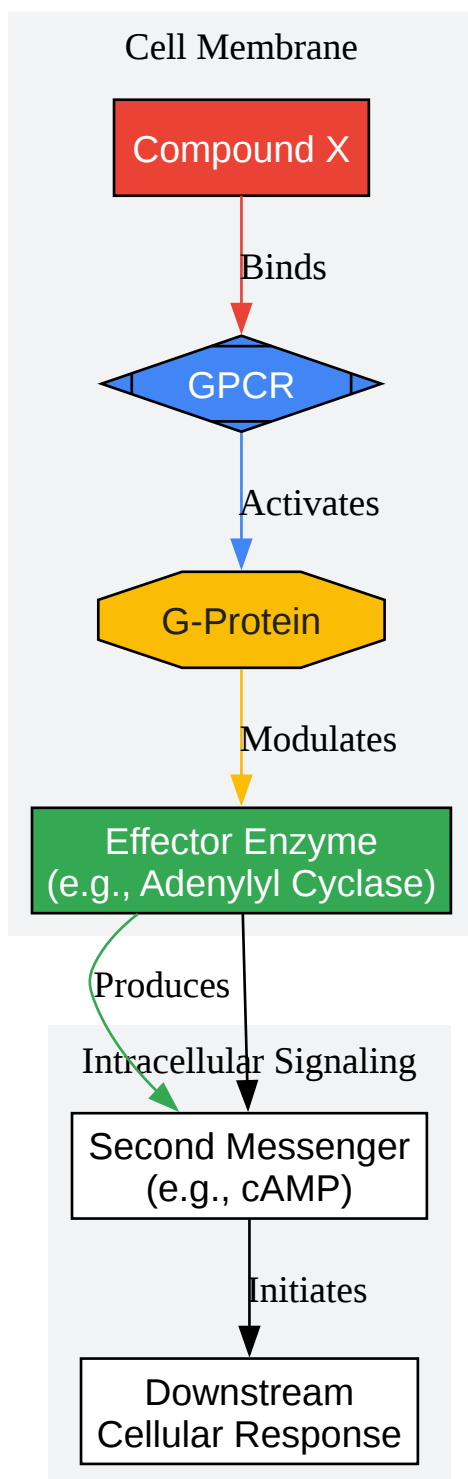 Cell Membrane
Compound X
Binds
GPCR
Activates
G-Protein
Modulates
Effector Enzyme
(e.g., Adenylyl Cyclase)
Produces
Intracellular Signaling
Second Messenger
(e.g., cAMP)
Initiates
Downstream
Cellular Response